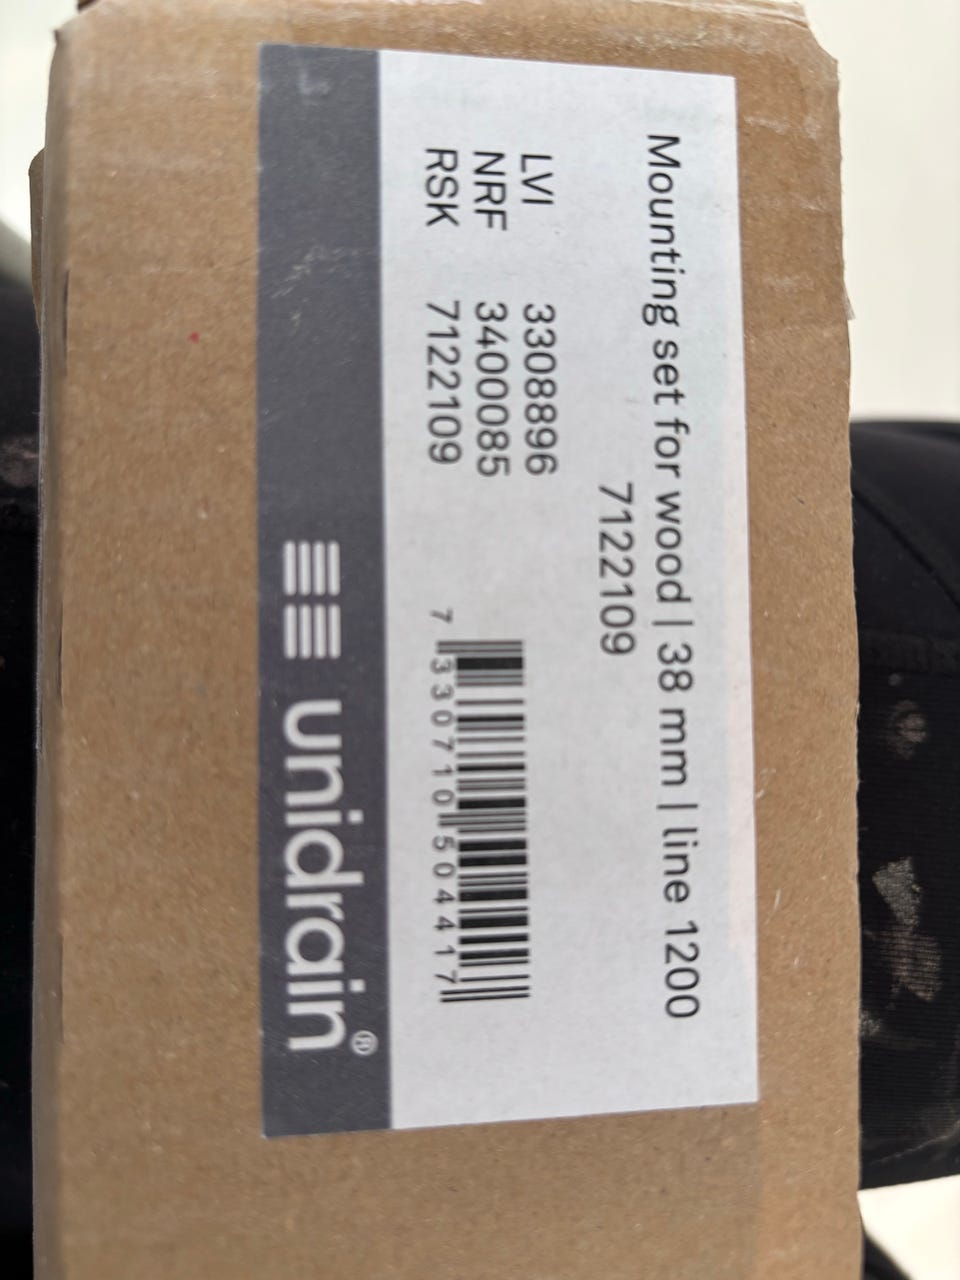 Mounting set for wood | 38 mm | line 1200
7122109
LVI 3308896
NRF 3400085
RSK 7122109
7 330710 504417
unidrain®